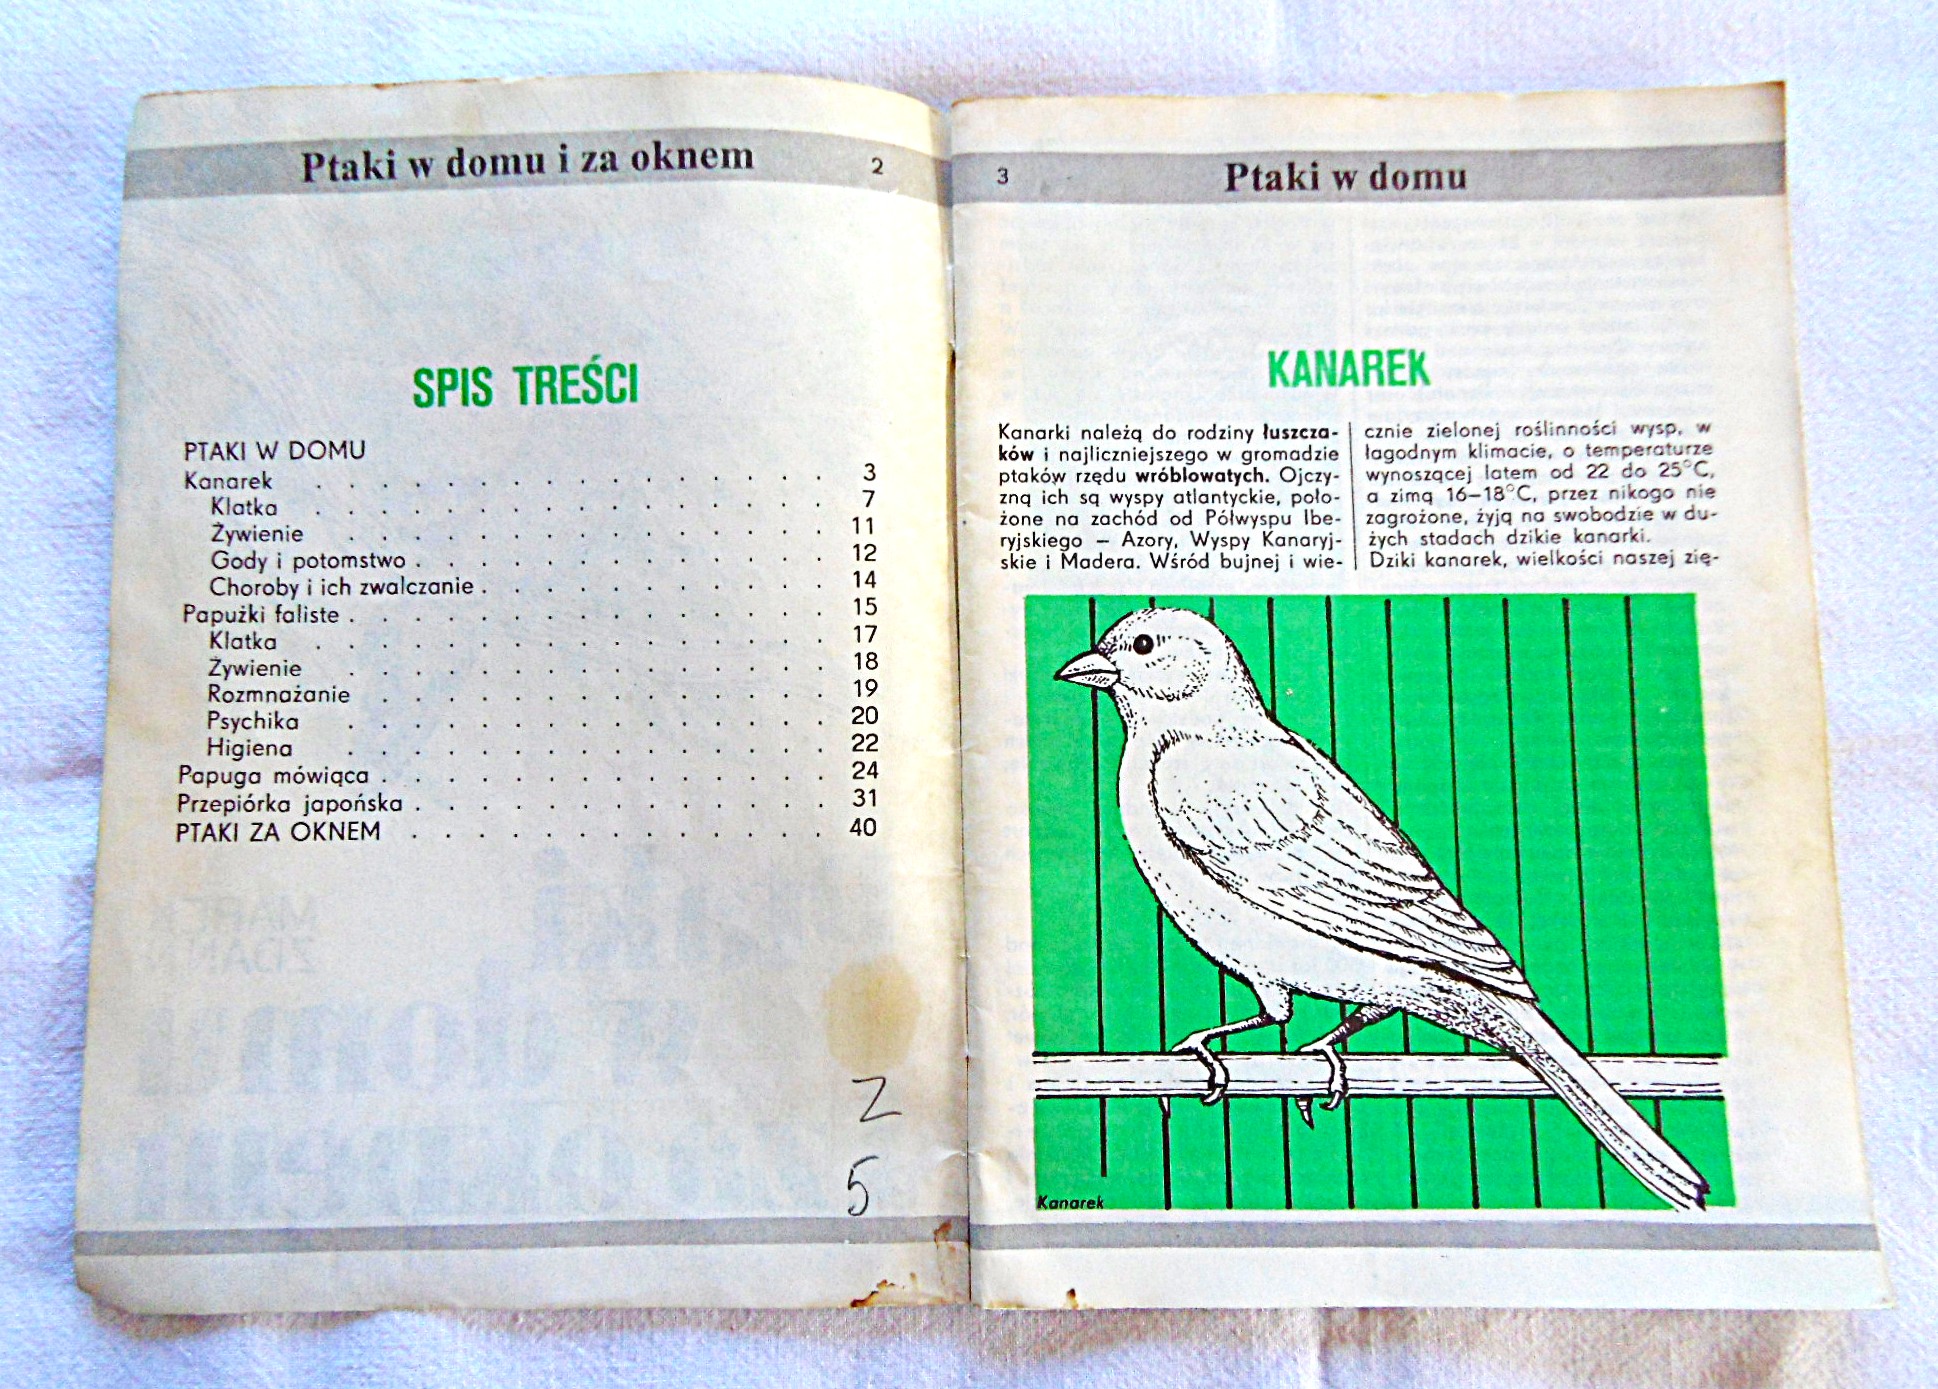 Ptaki w domu i za oknem 2
SPIS TREŚCI
PTAKI W DOMU
Kanarek . . . . . . . . . . . . . . . . 3
Klatka . . . . . . . . . . . . . . . . 7
Żywienie . . . . . . . . . . . . . . . 11
Gody i potomstwo . . . . . . . . . . . . . 12
Choroby i ich zwalczanie . . . . . . . . . . . 14
Papużki faliste . . . . . . . . . . . . . . . 15
Klatka . . . . . . . . . . . . . . . . 17
Żywienie . . . . . . . . . . . . . . . 18
Rozmnażanie . . . . . . . . . . . . . . 19
Psychika . . . . . . . . . . . . . . . 20
Higiena . . . . . . . . . . . . . . . 22
Papuga mówiąca . . . . . . . . . . . . . . 24
Przepiórka japońska . . . . . . . . . . . . . 31
PTAKI ZA OKNEM . . . . . . . . . . . . . 40
Z
5
3 Ptaki w domu
KANAREK
Kanarki należą do rodziny łuszcza-
ków i najliczniejszego w gromadzie
ptaków rzędu wróblowatych. Ojczy-
zną ich są wyspy atlantyckie, poło-
żone na zachód od Półwyspu Ibe-
ryjskiego – Azory, Wyspy Kanaryj-
skie i Madera. Wśród bujnej i wie-
cznie zielonej roślinności wysp, w
łagodnym klimacie, o temperaturze
wynoszącej latem od 22 do 25°C,
a zimą 16–18°C, przez nikogo nie
zagrożone, żyją na swobodzie w du-
żych stadach dzikie kanarki.
Dziki kanarek, wielkości naszej zię-
Kanarek